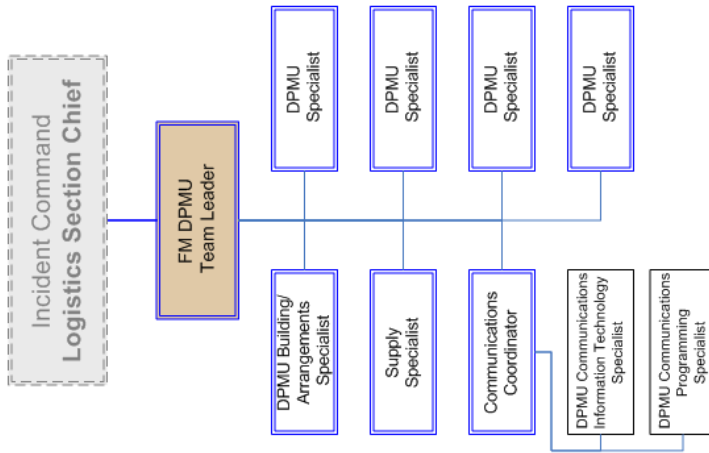 Incident Command
Logistics Section Chief
FM DPMU
Team Leader
DPMU Building/
Arrangements
Specialist
DPMU
Specialist
Supply
Specialist
DPMU
Specialist
Communications
Coordinator
DPMU
Specialist
DPMU
Specialist
DPMU Communications
Information Technology
Specialist
DPMU Communications
Programming
Specialist